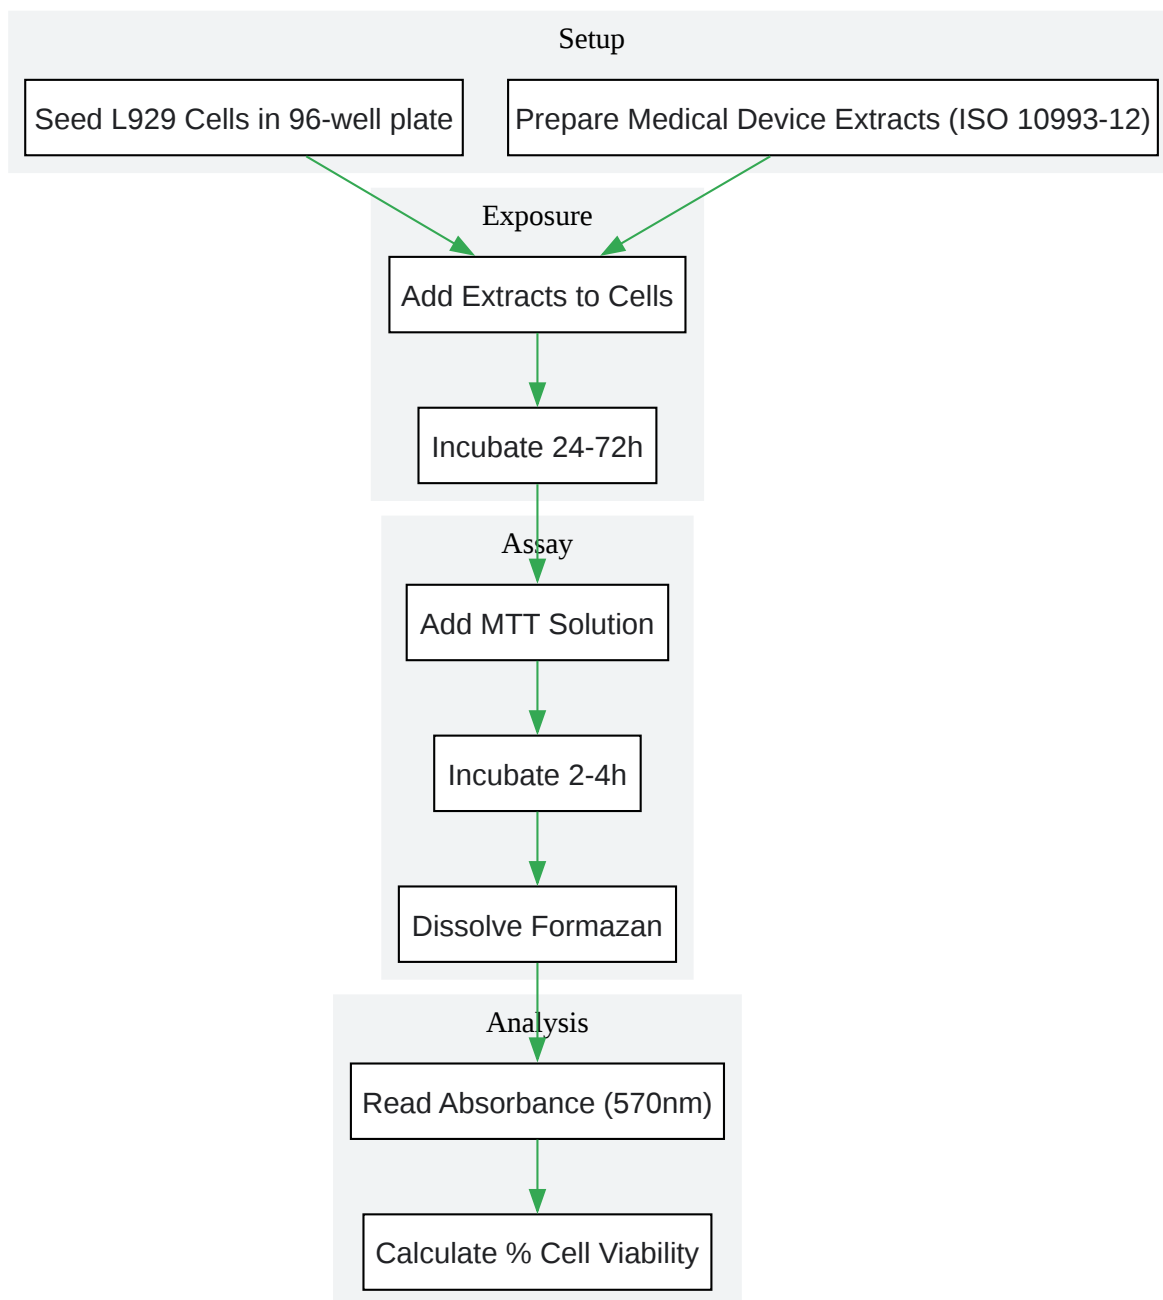 Setup
Seed L929 Cells in 96-well plate
Prepare Medical Device Extracts (ISO 10993-12)
Exposure
Add Extracts to Cells
Incubate 24-72h
Assay
Add MTT Solution
Incubate 2-4h
Dissolve Formazan
Analysis
Read Absorbance (570nm)
Calculate % Cell Viability